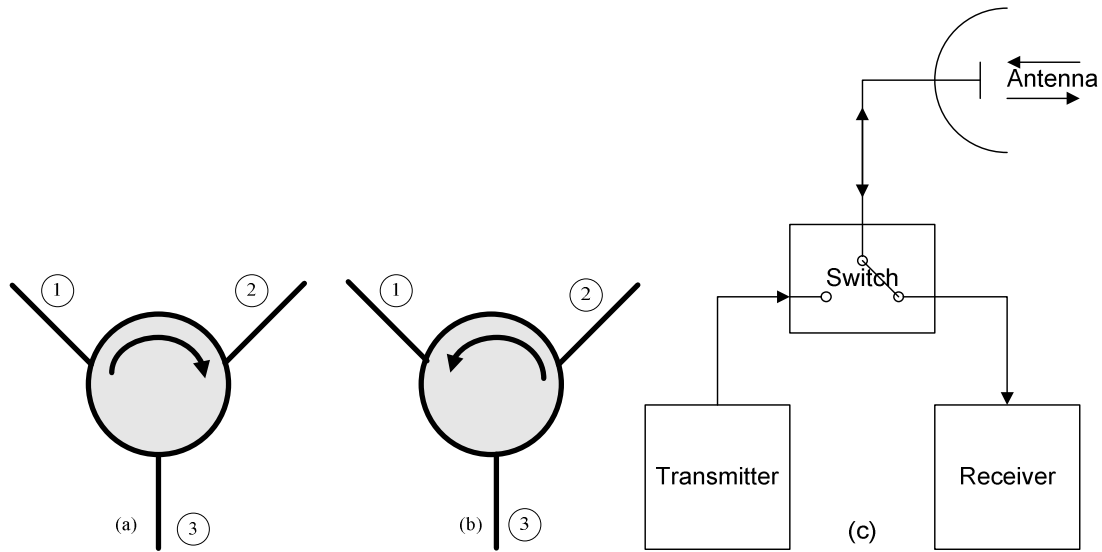 1
2
(a)
3
1
2
(b)
3
Antenna
Switch
Transmitter
Receiver
(c)